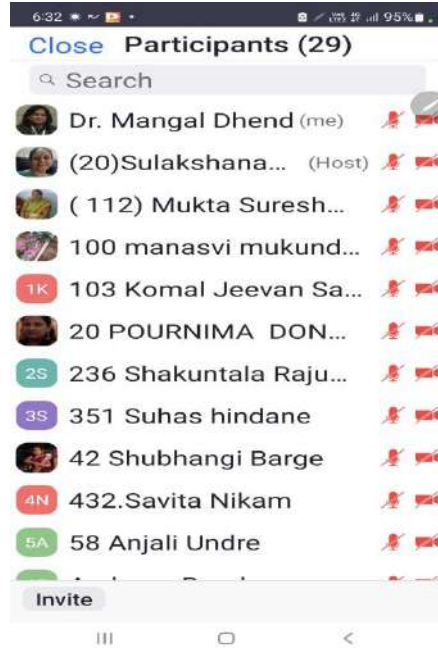 6:32 95%
Close Participants (29)
Search
Dr. Mangal Dhend (me)
(20)Sulakshana... (Host)
( 112) Mukta Suresh...
100 manasvi mukund...
1K 103 Komal Jeevan Sa...
20 POURNIMA DON...
2S 236 Shakuntala Raju...
3S 351 Suhas hindane
42 Shubhangi Barge
4N 432.Savita Nikam
5A 58 Anjali Undre
Invite